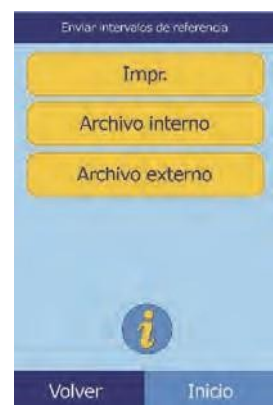 Enviar intervalos de referencia
Impr.
Archivo interno
Archivo externo
i
Volver
Inicio